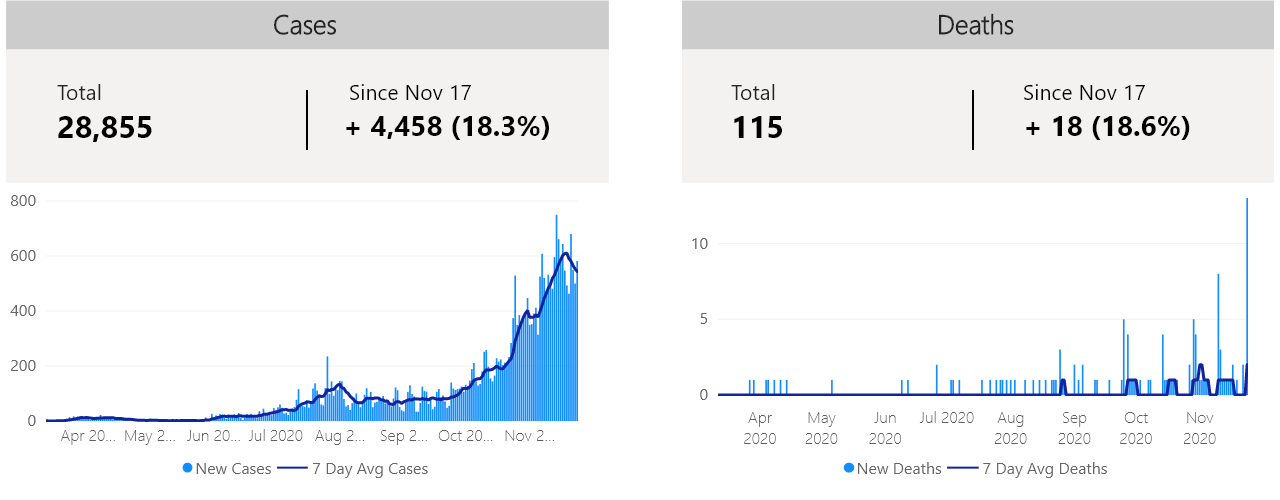 Cases
Total
Since Nov 17
28,855
+ 4,458 (18.3%)
800
600
400
200
0
Apr 20... May 2... Jun 20... Jul 2020 Aug 2... Sep 2... Oct 20... Nov 2...
New Cases 7 Day Avg Cases
Deaths
Total
Since Nov 17
115
+ 18 (18.6%)
10
5
0
Apr May Jun Jul 2020 Aug Sep Oct Nov
2020 2020 2020 2020 2020 2020 2020
New Deaths 7 Day Avg Deaths